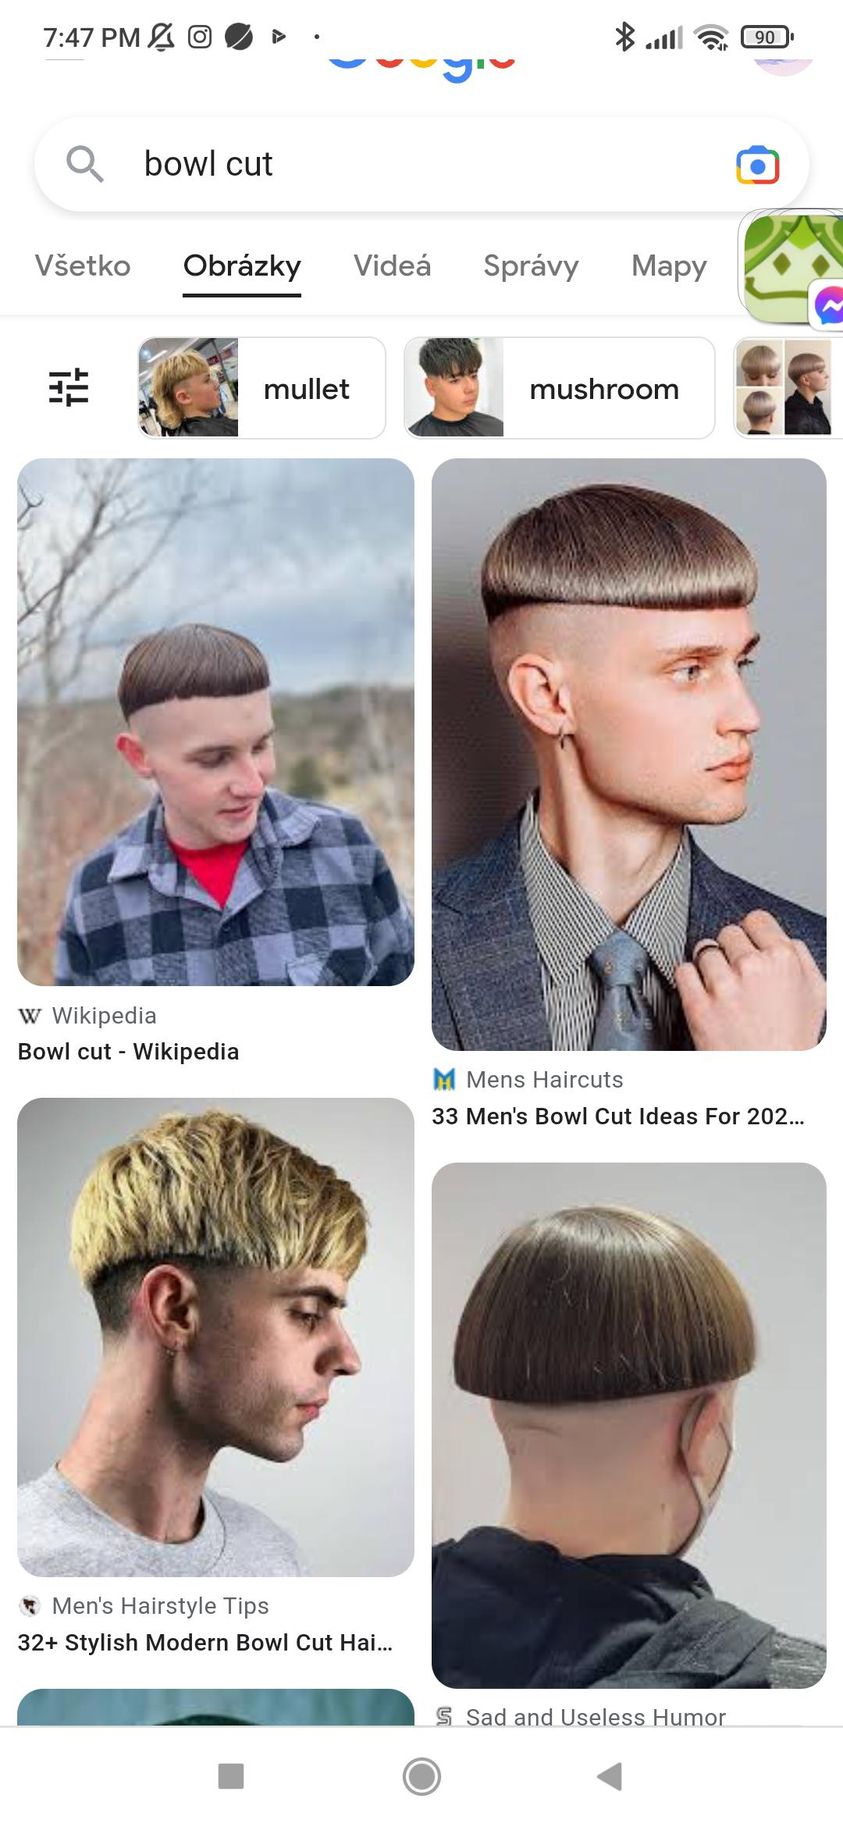 7:47 PM
90
Google
bowl cut
Všetko Obrázky Videá Správy Mapy
mullet
mushroom
W Wikipedia
Bowl cut - Wikipedia
Mens Haircuts
33 Men's Bowl Cut Ideas For 202...
Men's Hairstyle Tips
32+ Stylish Modern Bowl Cut Hai...
Sad and Useless Humor